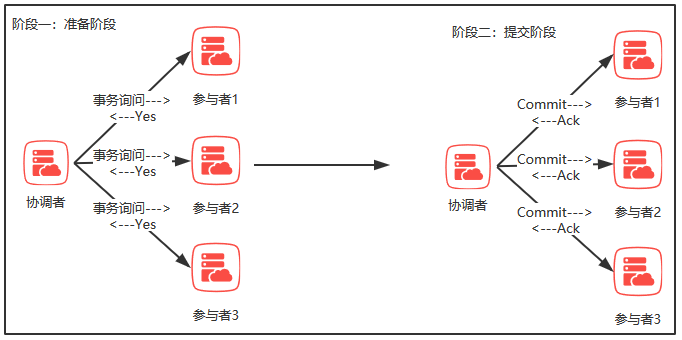 阶段一：准备阶段
事务询问--->
<---Yes
参与者1
事务询问--->
<---Yes
协调者
参与者2
事务询问--->
<---Yes
参与者3
阶段二：提交阶段
Commit--->
<---Ack
参与者1
Commit--->
<---Ack
协调者
参与者2
Commit--->
<---Ack
参与者3